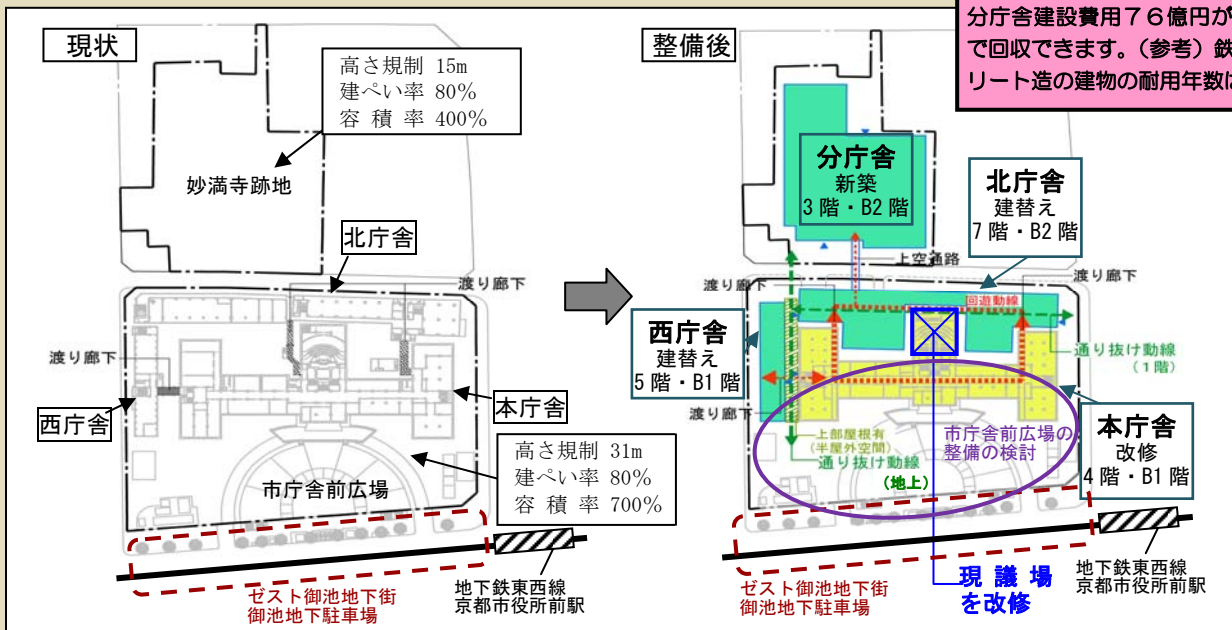 分庁舎建設費用７６億円が
で回収できます。（参考）鉄
リート造の建物の耐用年数は
現状
高さ規制 15m
建ぺい率 80%
容 積 率 400%
妙満寺跡地
北庁舎
渡り廊下
渡り廊下
渡り廊下
西庁舎
本庁舎
高さ規制 31m
建ぺい率 80%
容 積 率 700%
市庁舎前広場
ゼスト御池地下街
御池地下駐車場
地下鉄東西線
京都市役所前駅
整備後
分庁舎
新築
3 階・B2 階
北庁舎
建替え
7 階・B2 階
上空通路
渡り廊下
渡り廊下
回遊動線
西庁舎
建替え
5 階・B1 階
通り抜け動線
（1階）
渡り廊下
上部屋根有
（半屋外空間）
通り抜け動線
（地上）
市庁舎前広場の
整備の検討
本庁舎
改修
4 階・B1 階
現 議 場
を改修
ゼスト御池地下街
御池地下駐車場
地下鉄東西線
京都市役所前駅